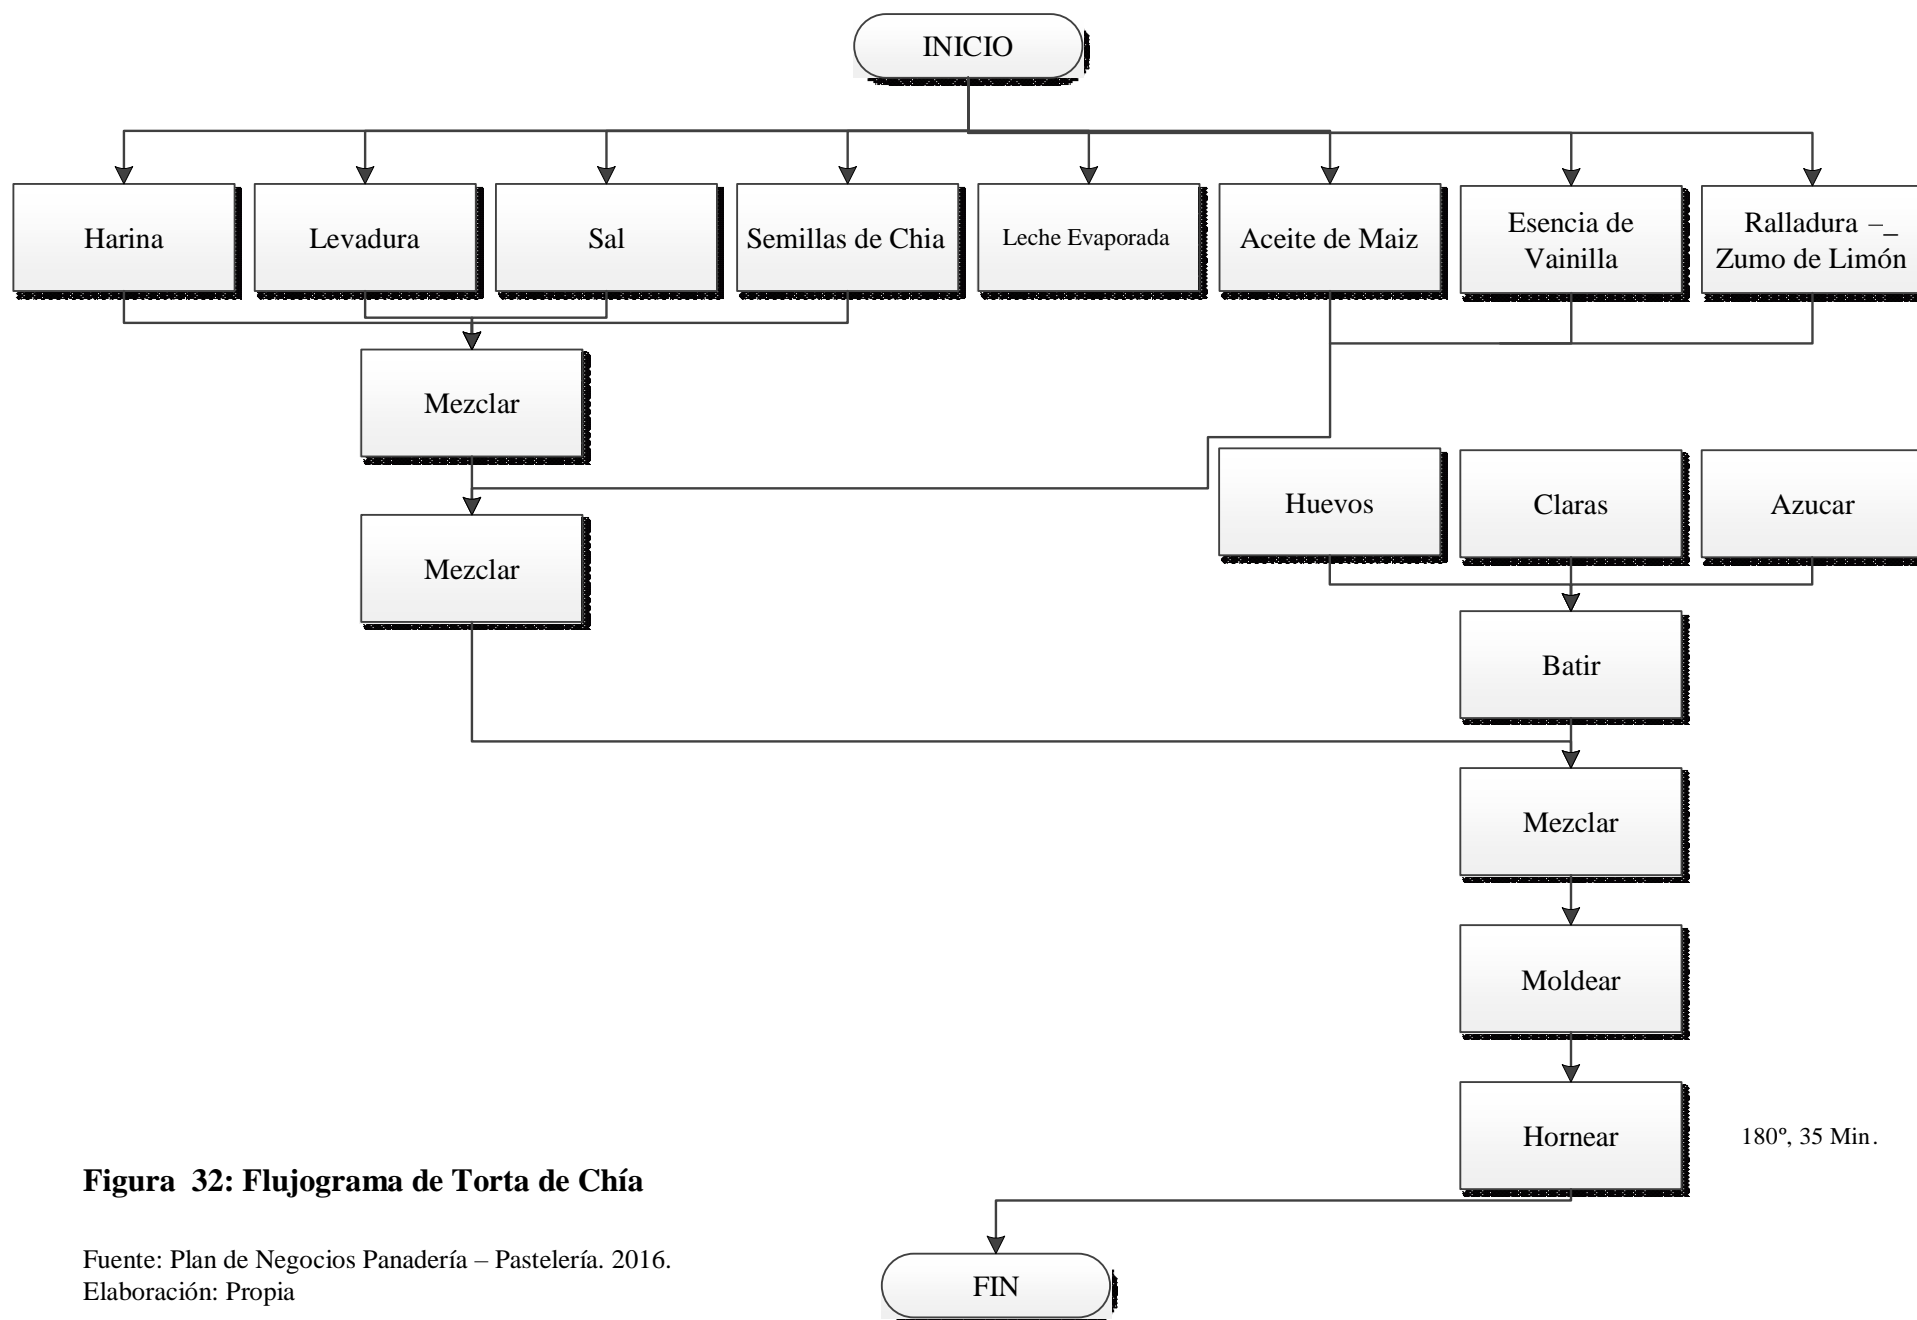 INICIO
Harina
Levadura
Sal
Semillas de Chia
Leche Evaporada
Aceite de Maiz
Esencia de
Vainilla
Ralladura –_
Zumo de Limón
Mezclar
Huevos
Claras
Azucar
Mezclar
Batir
Mezclar
Moldear
Hornear
180º, 35 Min.
Figura  32: Flujograma de Torta de Chía
Fuente: Plan de Negocios Panadería – Pastelería. 2016.
Elaboración: Propia
FIN